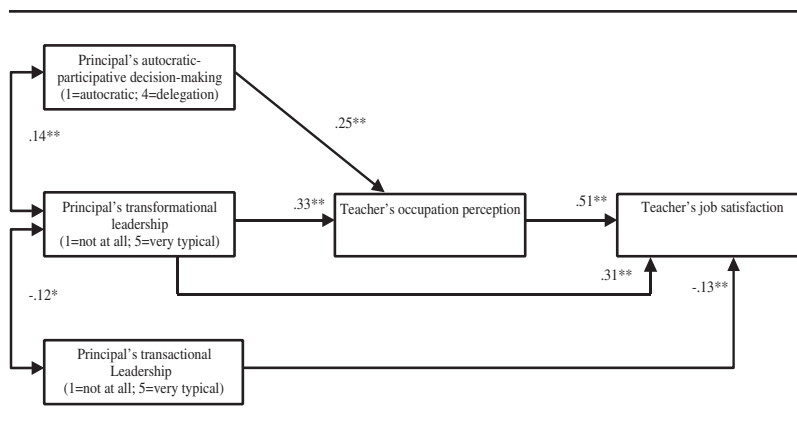 Principal's autocratic-
participative decision-making
(1=autocratic; 4=delegation)
.25**
.14**
Principal's transformational
leadership
(1=not at all; 5=very typical)
.33**
Teacher's occupation perception
.51**
Teacher's job satisfaction
.31**
-.13**
-.12*
Principal's transactional
Leadership
(1=not at all; 5=very typical)